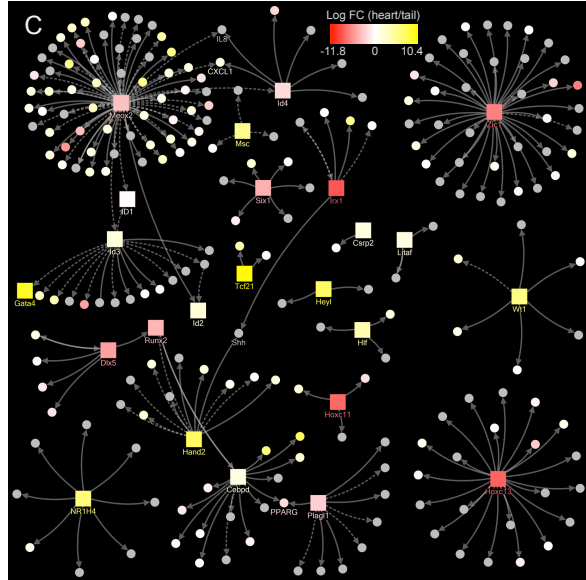 C
Log FC (heart/tail)
-11.8 0 10.4
IL8
CXCL1
Id4
Meox2
Zic1
Msc
ID1
Six1
Irx1
Id3
Csrp2
Litaf
Gata4
Tcf21
Heyl
Wt1
Id2
Shh
Hlf
Runx2
Dlx5
Hoxc11
Hand2
Cebpd
NR1H4
PPARG
Plagl1
Hoxc13